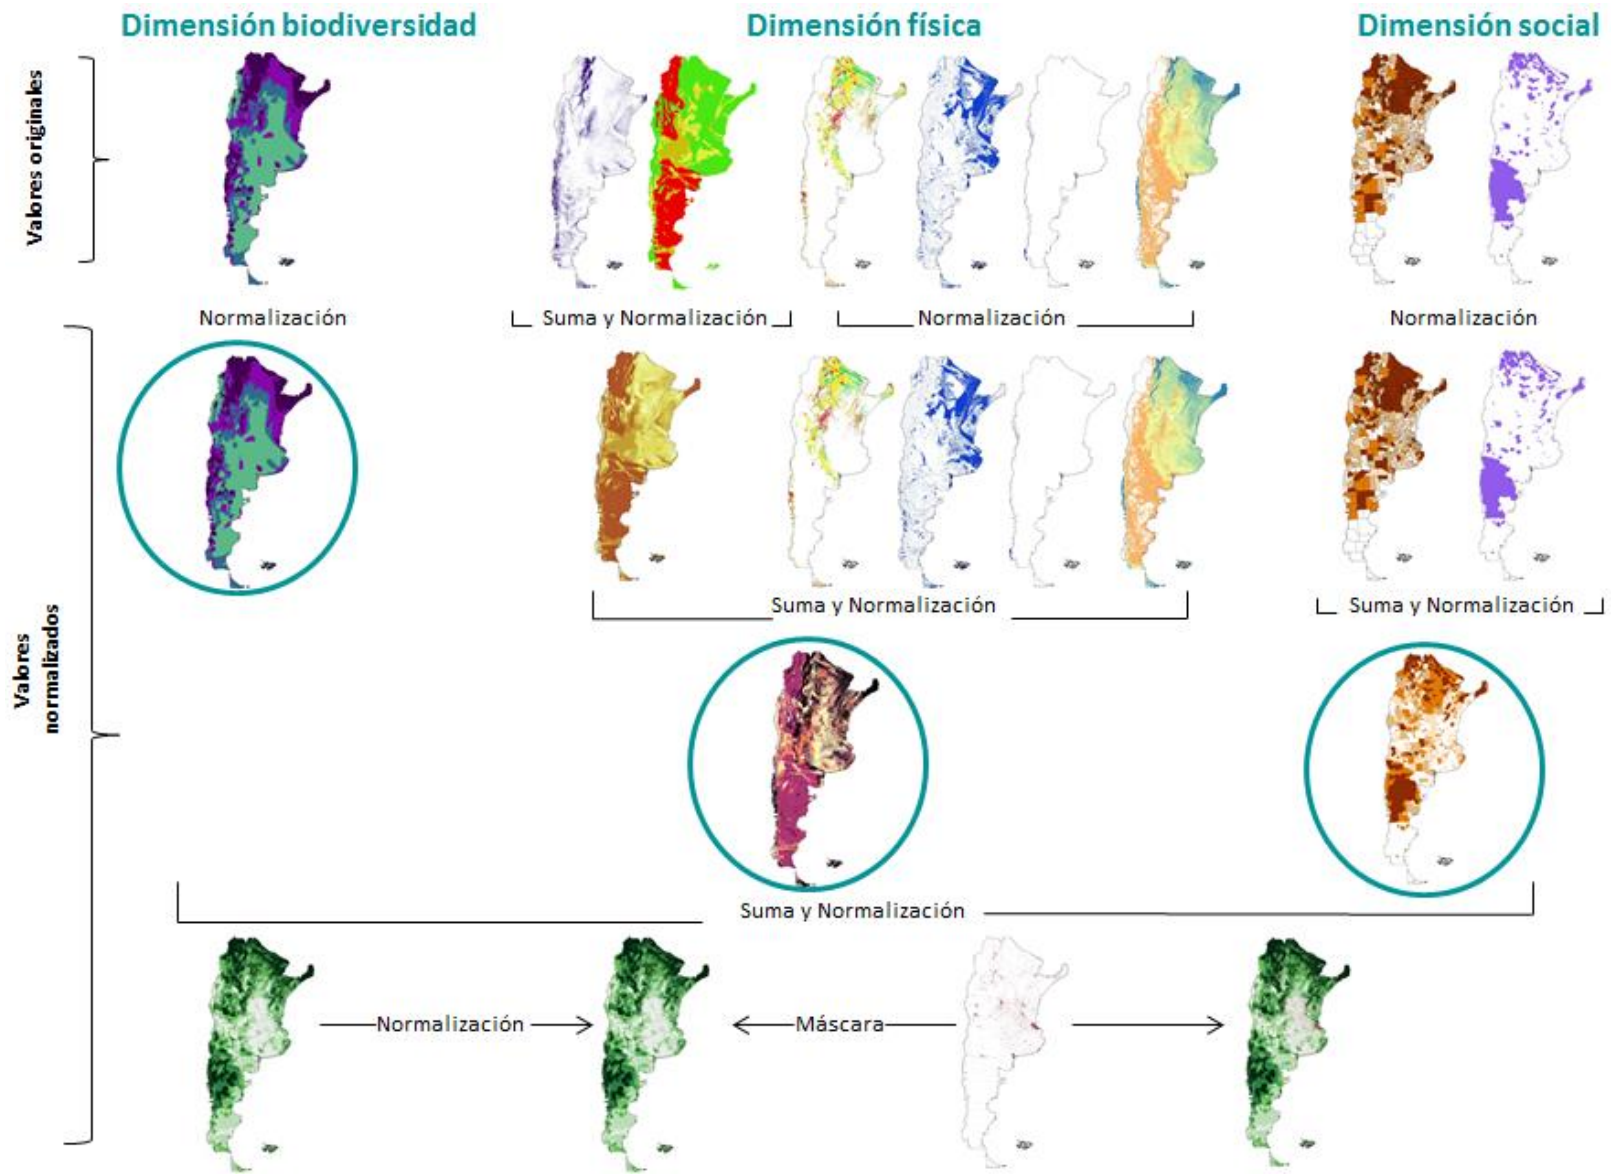 Dimensión biodiversidad
Dimensión física
Dimensión social
Valores originales
Normalización
Suma y Normalización
Normalización
Normalización
Valores
normalizados
Suma y Normalización
Suma y Normalización
Suma y Normalización
Normalización
Máscara